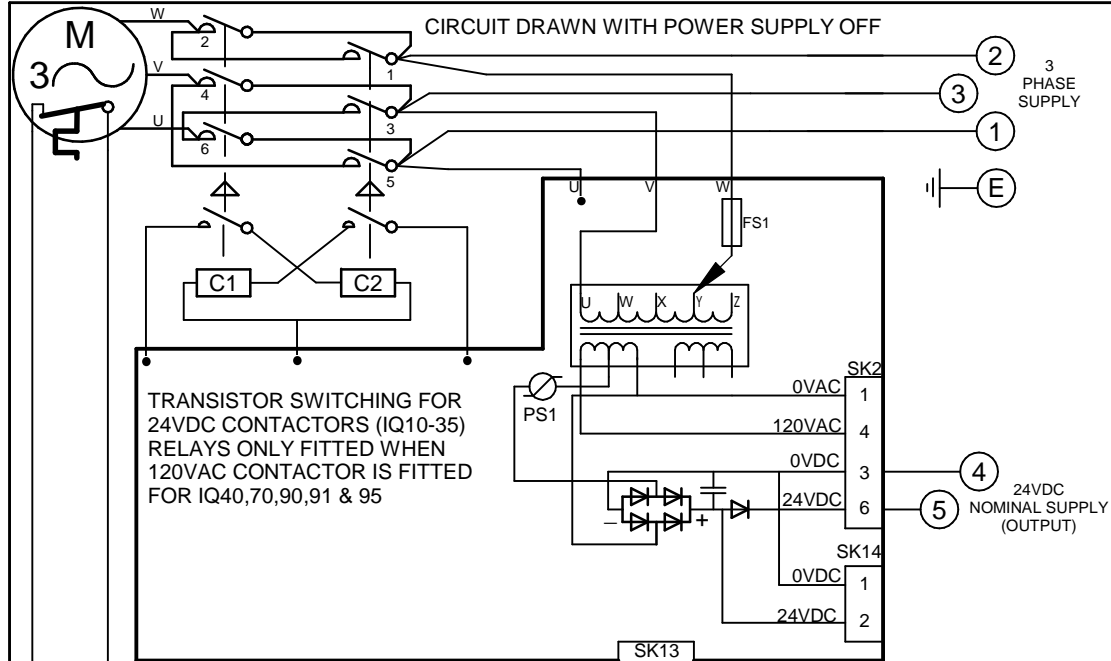 CIRCUIT DRAWN WITH POWER SUPPLY OFF
W
M
3
2
1
2
3
PHASE
SUPPLY
V
4
3
3
U
6
1
5
U
V
W
E
FS1
C1
C2
U
W
X
Y
Z
TRANSISTOR SWITCHING FOR
24VDC CONTACTORS (IQ10-35)
RELAYS ONLY FITTED WHEN
120VAC CONTACTOR IS FITTED
FOR IQ40,70,90,91 & 95
PS1
SK2
0VAC
1
120VAC
4
0VDC
3
4
24VDC
6
5
24VDC
NOMINAL SUPPLY
(OUTPUT)
–
+
SK14
0VDC
1
24VDC
2
SK13